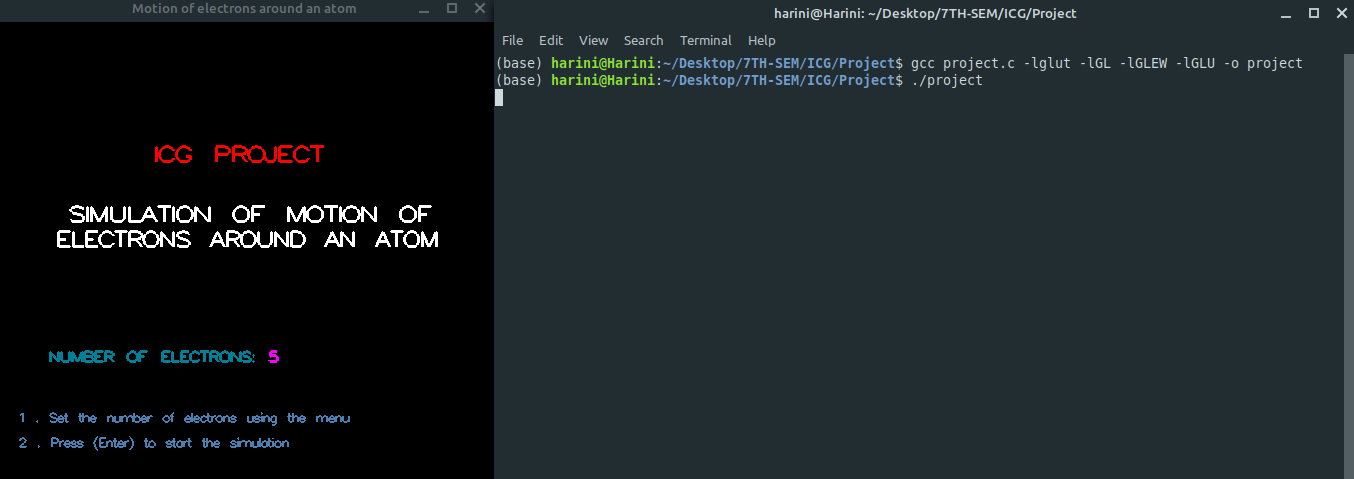 Motion of electrons around an atom
ICG PROJECT
SIMULATION OF MOTION OF
ELECTRONS AROUND AN ATOM
NUMBER OF ELECTRONS: 5
1 . Set the number of electrons using the menu
2 . Press (Enter) to start the simulation
harini@Harini: ~/Desktop/7TH-SEM/ICG/Project
File Edit View Search Terminal Help
(base) harini@Harini:~/Desktop/7TH-SEM/ICG/Project$ gcc project.c -lglut -lGL -lGLEW -lGLU -o project
(base) harini@Harini:~/Desktop/7TH-SEM/ICG/Project$ ./project